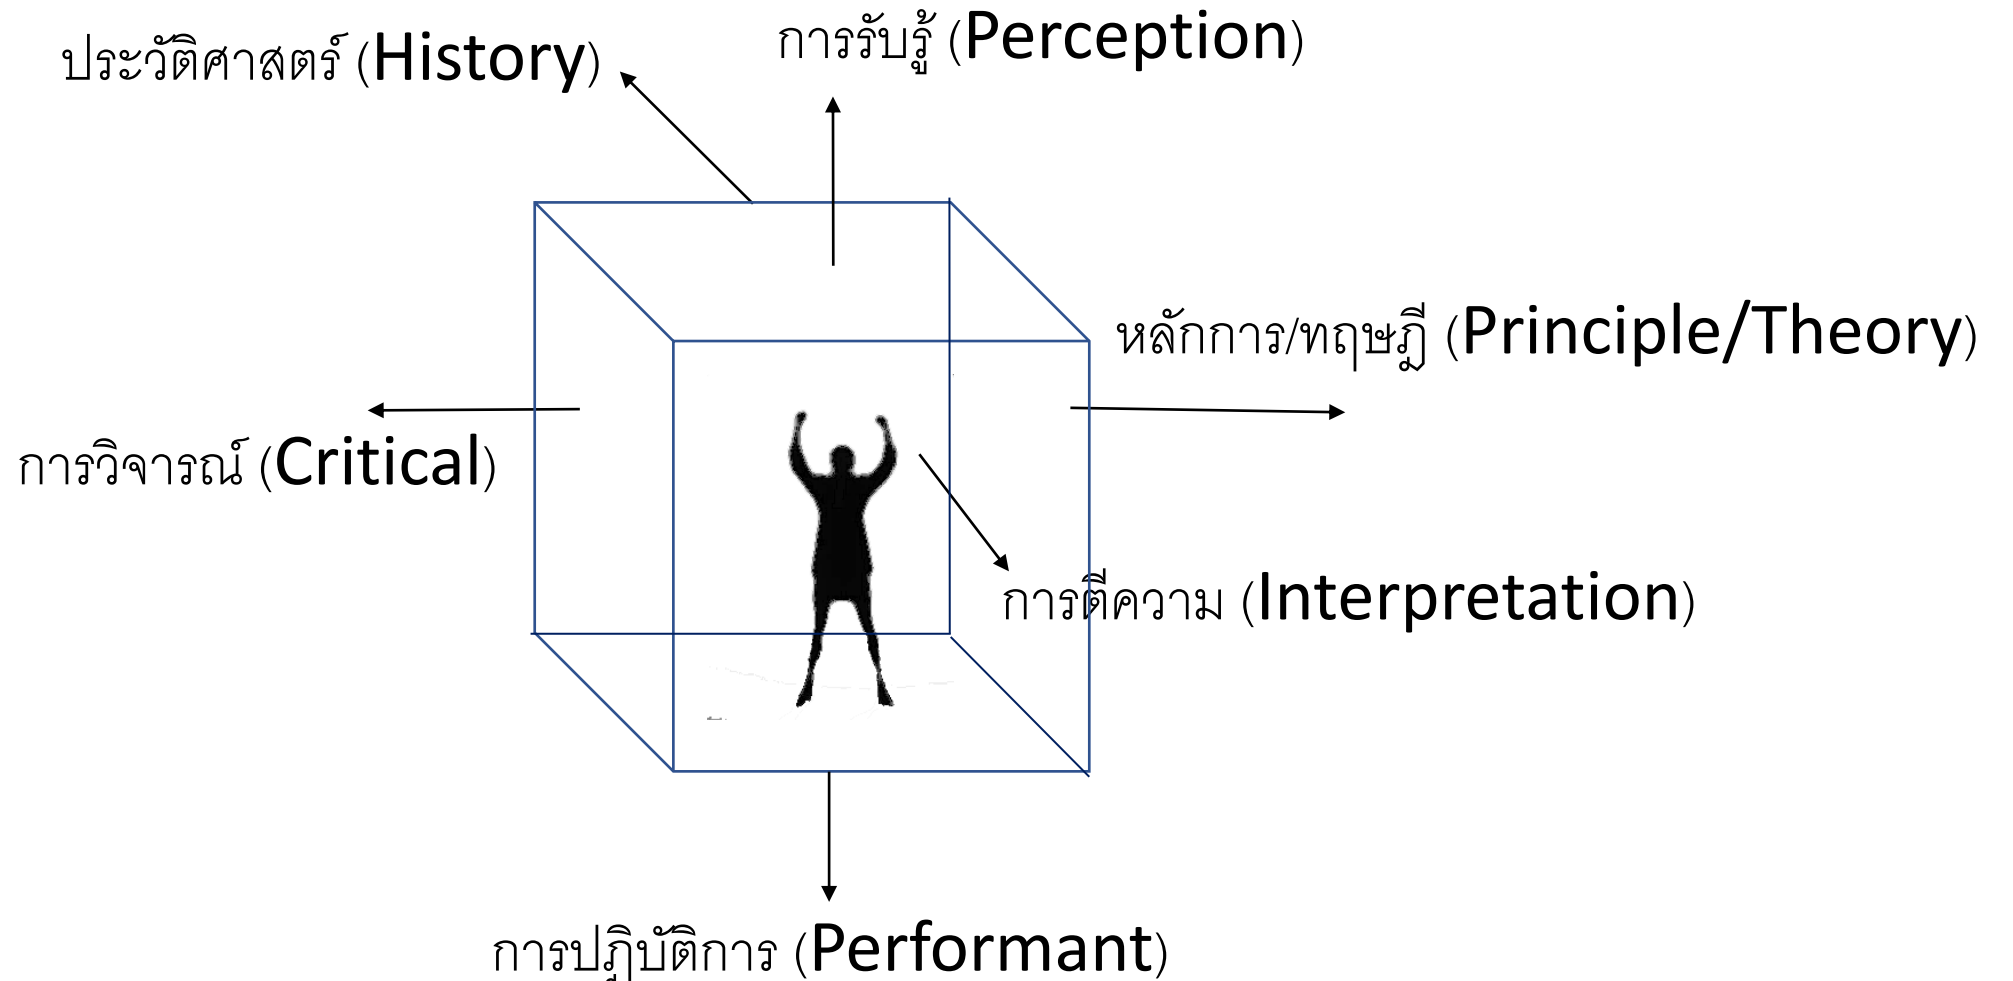 ประวัติศาสตร์ (History)
การรับรู้ (Perception)
หลักการ/ทฤษฎี (Principle/Theory)
การวิจารณ์ (Critical)
การตีความ (Interpretation)
การปฎิบัติการ (Performant)